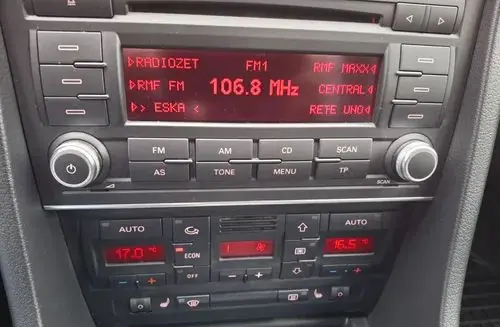 ▷RADIOZET FM1 RMF MAXX◁
▷RMF FM 106.8 MHz CENTRAL◁
▷> ESKA < RETE UNO◁
FM AM CD SCAN
AS TONE MENU TP
SCAN
AUTO AUTO
17.0 °C ECON 1 16.5 °C
OFF